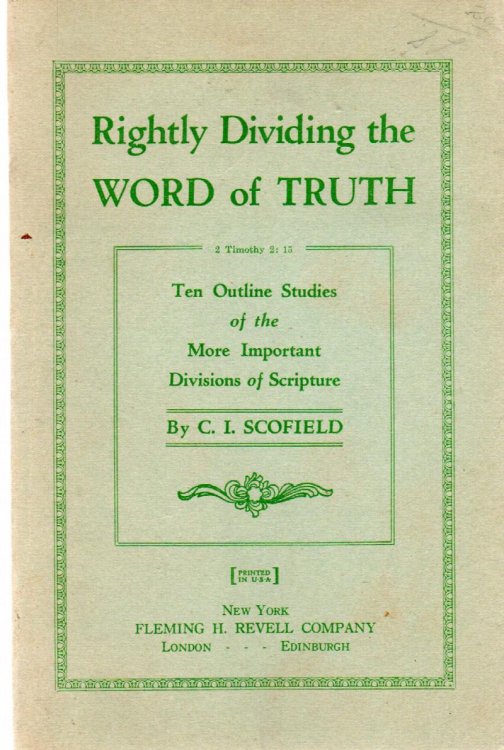 Rightly Dividing the
WORD of TRUTH
2 Timothy 2: 15
Ten Outline Studies
of the
More Important
Divisions of Scripture
By C. I. SCOFIELD
[PRINTED
IN U·S·A]
NEW YORK
FLEMING H. REVELL COMPANY
LONDON - - - EDINBURGH